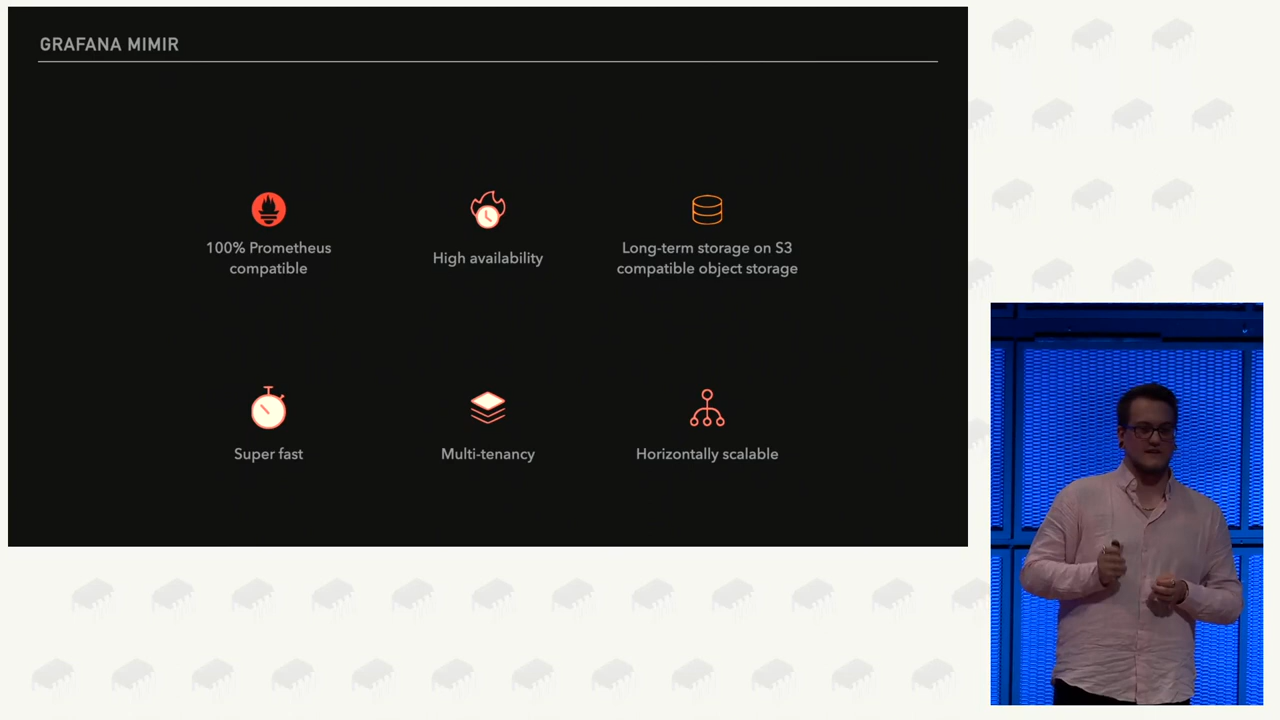 GRAFANA MIMIR
100% Prometheus
compatible
High availability
Long-term storage on S3
compatible object storage
Super fast
Multi-tenancy
Horizontally scalable